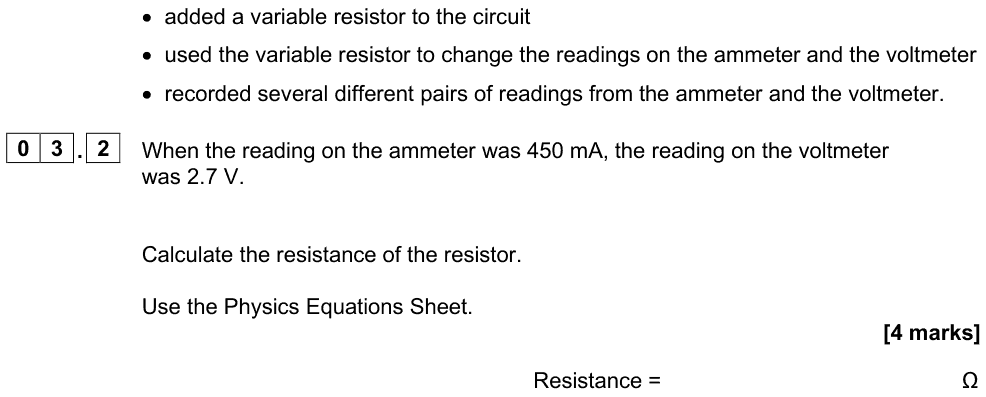 • added a variable resistor to the circuit
• used the variable resistor to change the readings on the ammeter and the voltmeter
• recorded several different pairs of readings from the ammeter and the voltmeter.
0 3 . 2 When the reading on the ammeter was 450 mA, the reading on the voltmeter
was 2.7 V.
Calculate the resistance of the resistor.
Use the Physics Equations Sheet.
[4 marks]
Resistance = Ω